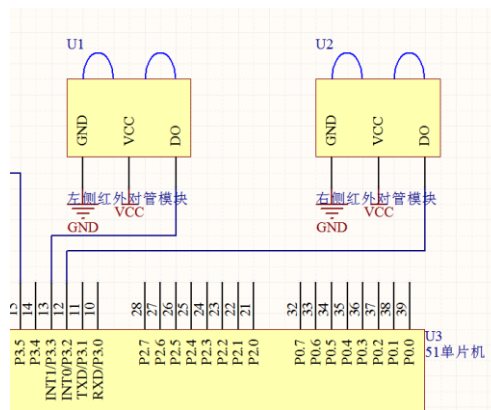 U1
U2
GND
VCC
DO
GND
VCC
DO
左侧红外对管模块
右侧红外对管模块
VCC
VCC
GND
GND
15
14
13
12
11
10
28
27
26
25
24
23
22
21
32
33
34
35
36
37
38
39
P3.5
P3.4
INT1/P3.3
INT0/P3.2
TXD/P3.1
RXD/P3.0
P2.7
P2.6
P2.5
P2.4
P2.3
P2.2
P2.1
P2.0
P0.7
P0.6
P0.5
P0.4
P0.3
P0.2
P0.1
P0.0
U3
51单片机